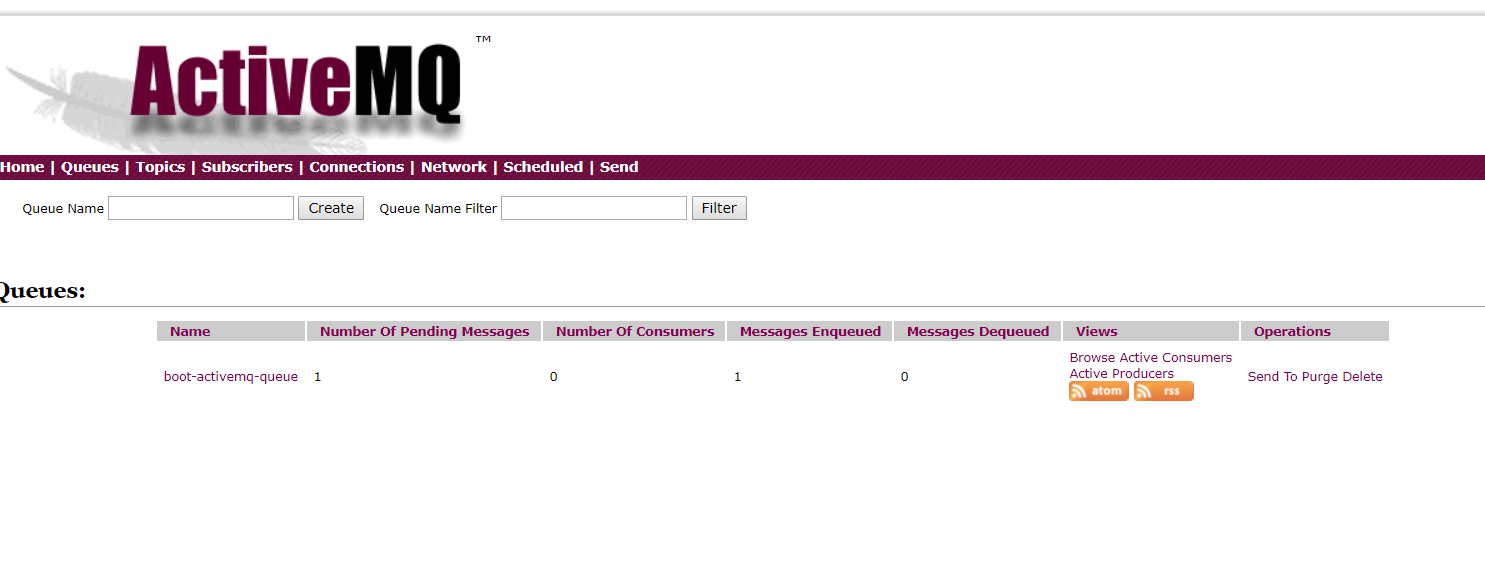 ActiveMQ™
Home | Queues | Topics | Subscribers | Connections | Network | Scheduled | Send
Queue Name Create Queue Name Filter Filter
Queues:
Name Number Of Pending Messages Number Of Consumers Messages Enqueued Messages Dequeued Views Operations
boot-activemq-queue 1 0 1 0 Browse Active Consumers
Active Producers
atom rss
Send To Purge Delete